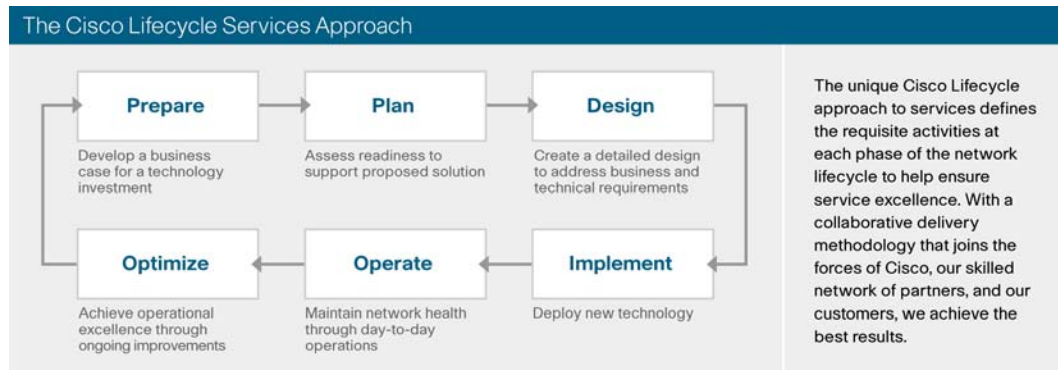 The Cisco Lifecycle Services Approach
Prepare
Develop a business
case for a technology
investment
Plan
Assess readiness to
support proposed solution
Design
Create a detailed design
to address business and
technical requirements
Implement
Deploy new technology
Operate
Maintain network health
through day-to-day
operations
Optimize
Achieve operational
excellence through
ongoing improvements
The unique Cisco Lifecycle
approach to services defines
the requisite activities at
each phase of the network
lifecycle to help ensure
service excellence. With a
collaborative delivery
methodology that joins the
forces of Cisco, our skilled
network of partners, and our
customers, we achieve the
best results.